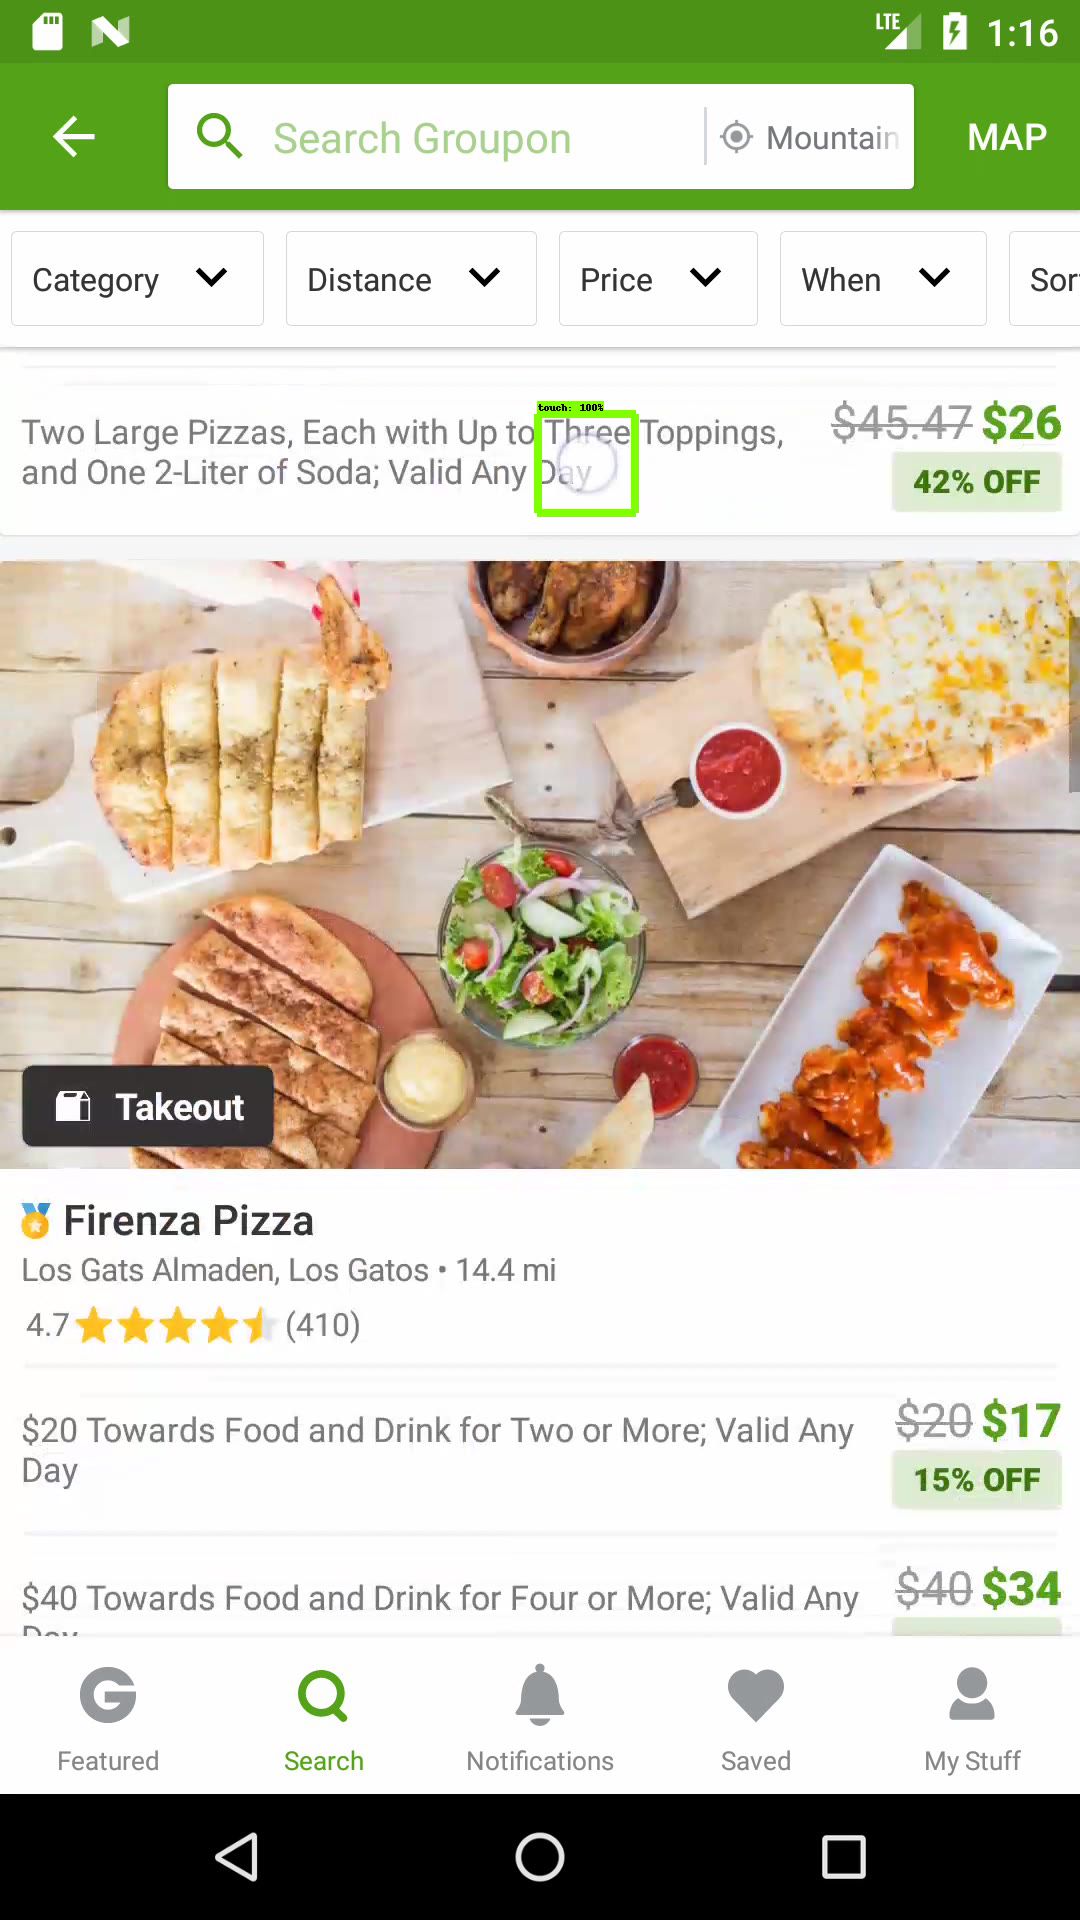 LTE 1:16
Search Groupon Mountain MAP
Category Distance Price When Sor
Two Large Pizzas, Each with Up to Three Toppings, $45.47 $26
and One 2-Liter of Soda; Valid Any Day 42% OFF
touch: 100%
Takeout
Firenza Pizza
Los Gats Almaden, Los Gatos • 14.4 mi
4.7 (410)
$20 Towards Food and Drink for Two or More; Valid Any $20 $17
Day 15% OFF
$40 Towards Food and Drink for Four or More; Valid Any $40 $34
Day
Featured Search Notifications Saved My Stuff